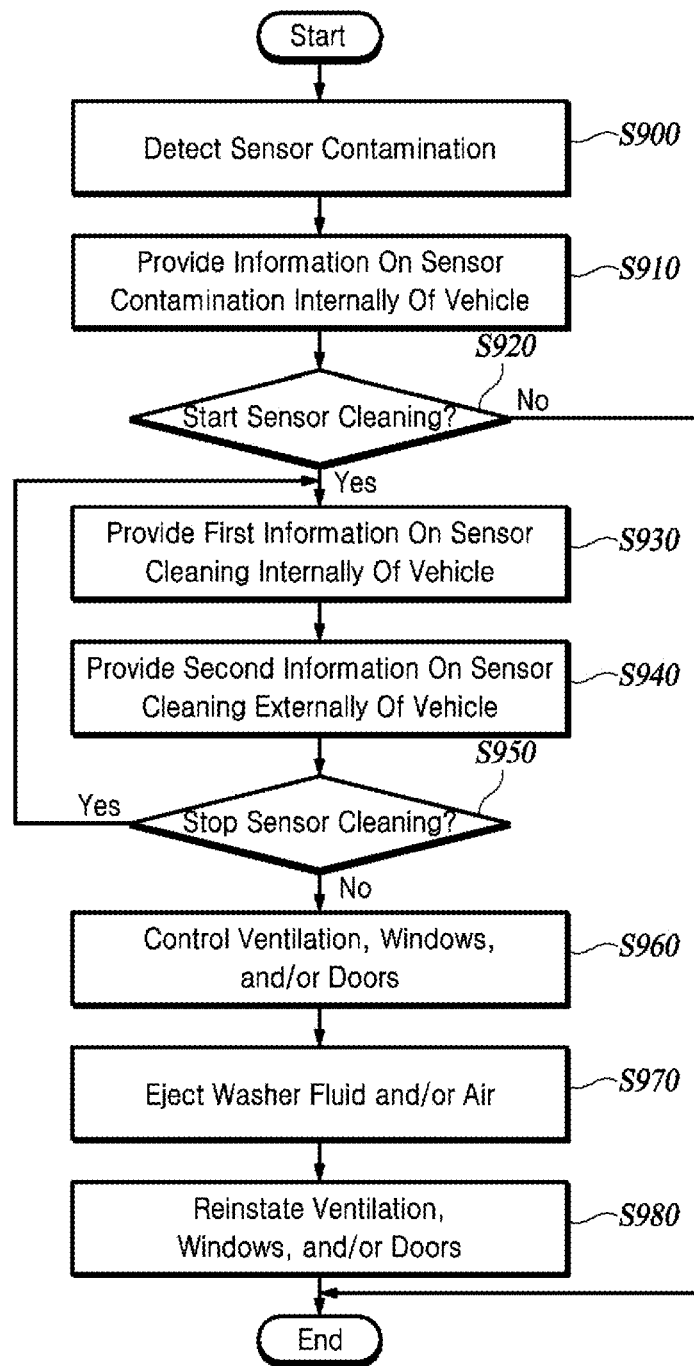 Start
Detect Sensor Contamination
S900
Provide Information On Sensor
Contamination Internally Of Vehicle
S910
S920
Start Sensor Cleaning?
No
Yes
Provide First Information On Sensor
Cleaning Internally Of Vehicle
S930
Provide Second Information On Sensor
Cleaning Externally Of Vehicle
S940
S950
Yes
Stop Sensor Cleaning?
No
Control Ventilation, Windows,
and/or Doors
S960
Eject Washer Fluid and/or Air
S970
Reinstate Ventilation,
Windows, and/or Doors
S980
End